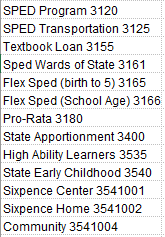 SPED Program 3120
SPED Transportation 3125
Textbook Loan 3155
Sped Wards of State 3161
Flex Sped (birth to 5) 3165
Flex Sped (School Age) 3166
Pro-Rata 3180
State Apportionment 3400
High Ability Learners 3535
State Early Childhood 3540
Sixpence Center 3541001
Sixpence Home 3541002
Community 3541004